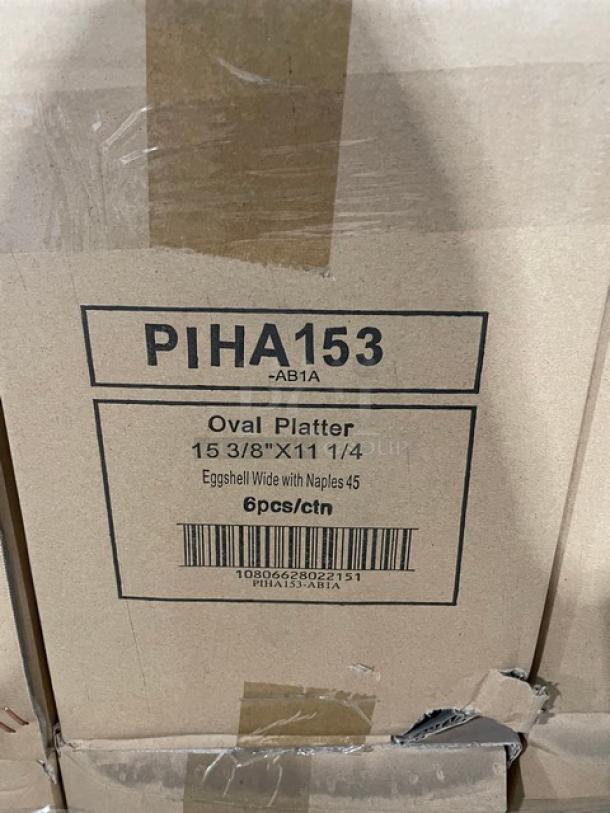 PIHA153
-AB1A
Oval Platter
15 3/8"X11 1/4
GROUP
Eggshell Wide with Naples 45
6pcs/ctn
10806628022151
PIHA153-AB1A